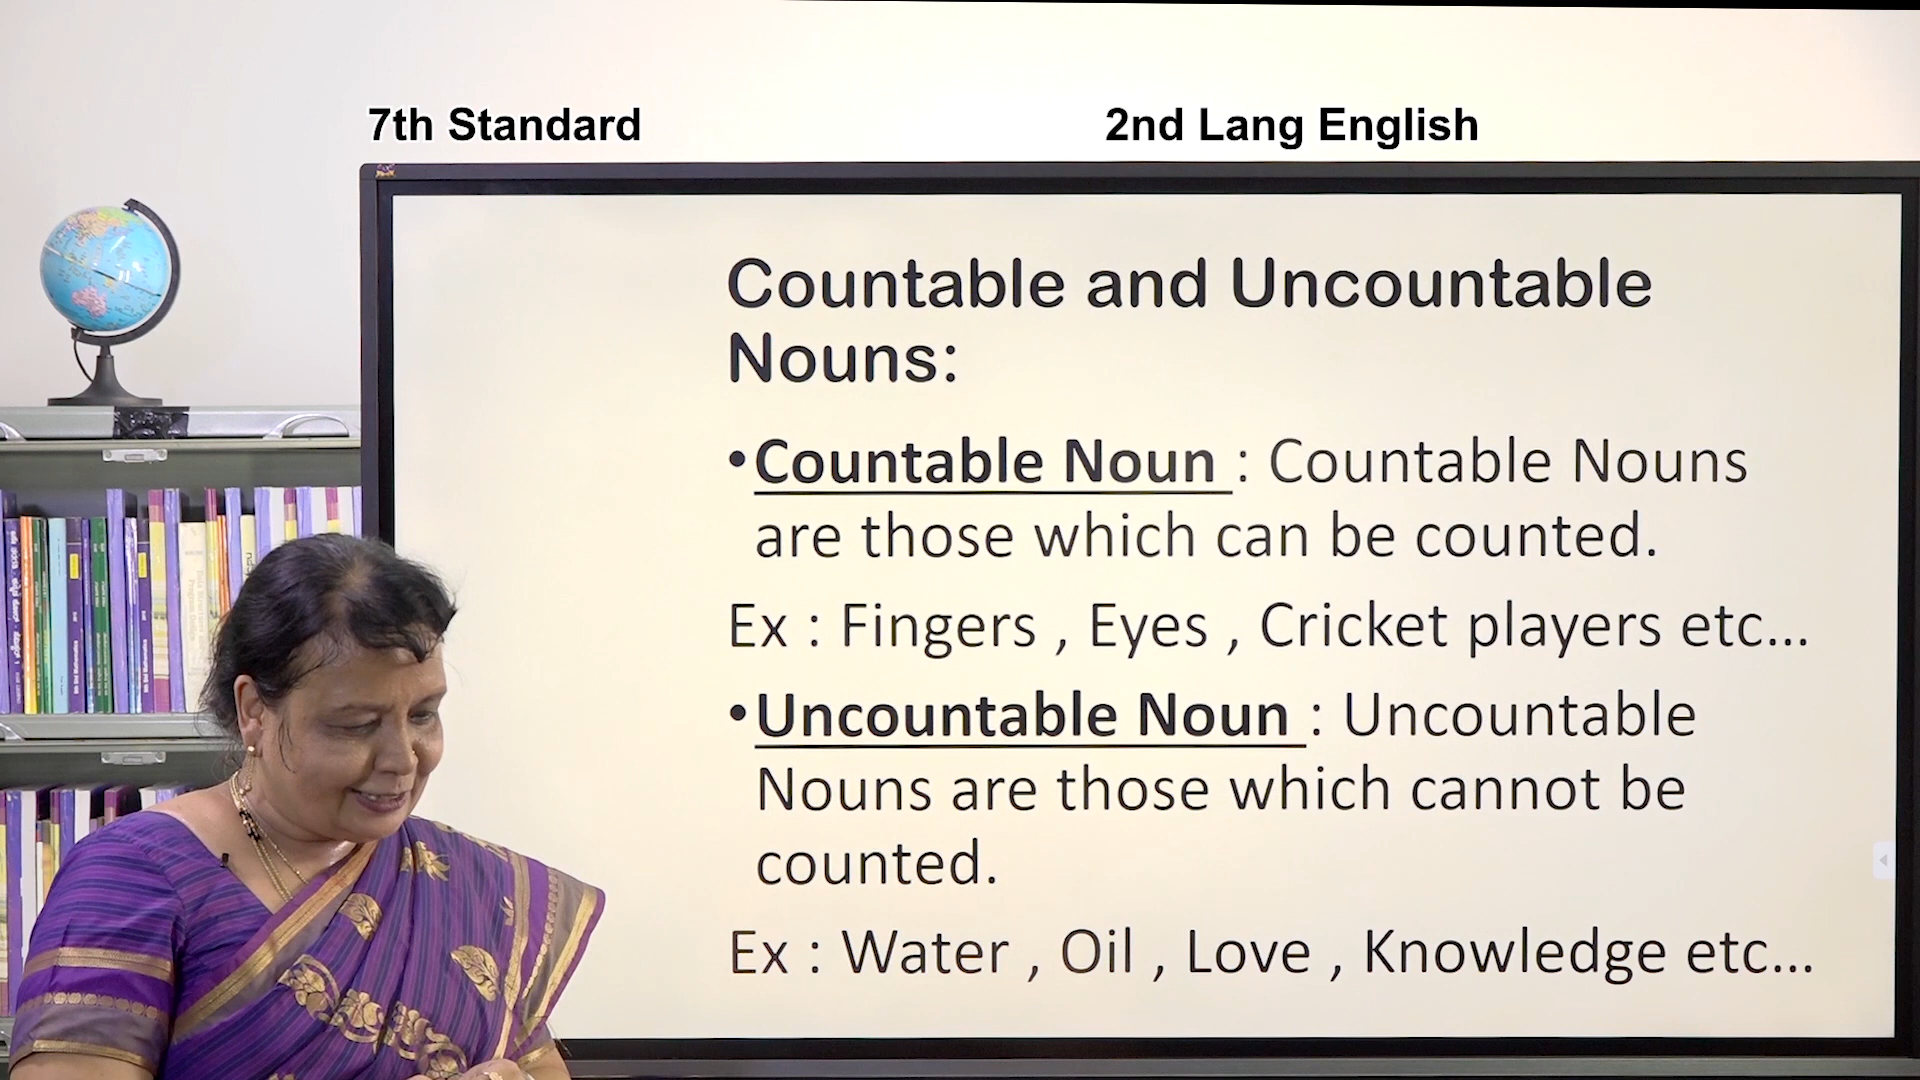 7th Standard
2nd Lang English
Countable and Uncountable
Nouns:
•Countable Noun : Countable Nouns
are those which can be counted.
Ex : Fingers , Eyes , Cricket players etc...
•Uncountable Noun : Uncountable
Nouns are those which cannot be
counted.
Ex : Water , Oil , Love , Knowledge etc...